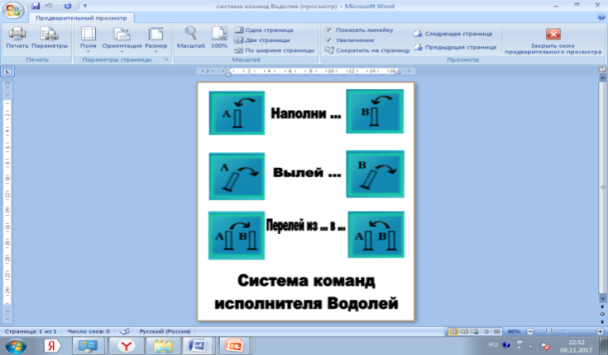 система команд Водолея (просмотр) - Microsoft Word
Предварительный просмотр
Печать Параметры
Поля Ориентация Размер
Масштаб 100%
Одна страница
Две страницы
По ширине страницы
Показать линейку
Увеличение
Сократить на страницу
Следующая страница
Предыдущая страница
Закрыть окно
предварительного просмотра
Печать
Параметры страницы
Масштаб
Просмотр
A
Наполни ...
B
A
Вылей ...
B
A B
Перелей из ... в ...
A B
Система команд
исполнителя Водолей
Страница: 1 из 1
Число слов: 0
Русский (Россия)
46%
RU
22:52
08.11.2017